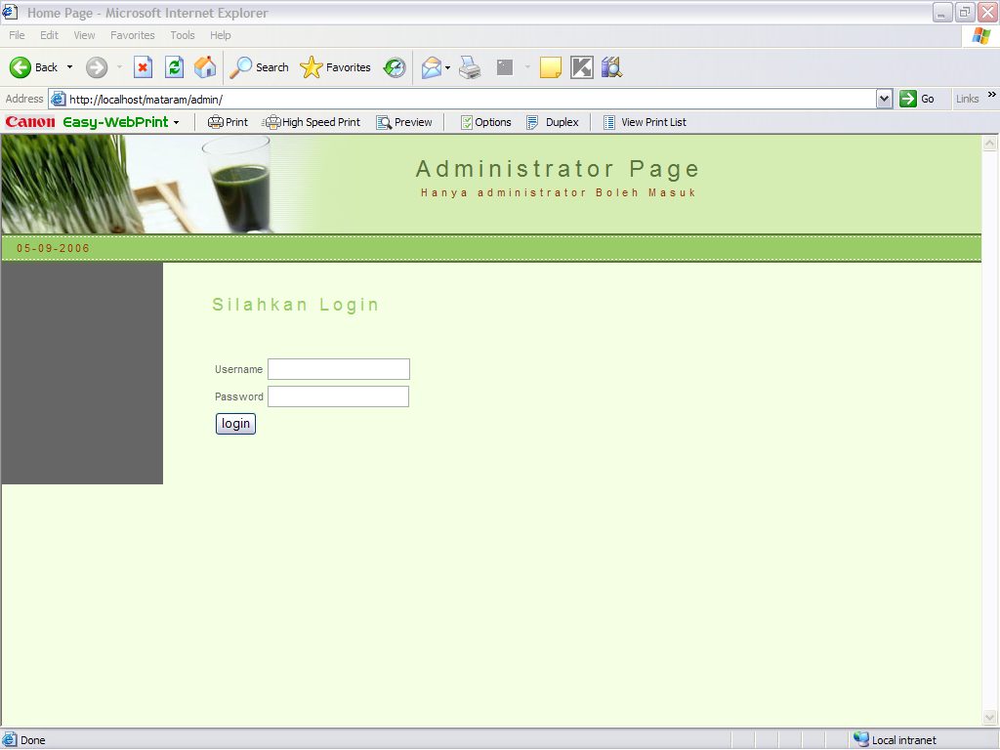 Home Page - Microsoft Internet Explorer
File Edit View Favorites Tools Help
Back Search Favorites
Address http://localhost/mataram/admin/ Go Links »
Canon Easy-WebPrint Print High Speed Print Preview Options Duplex View Print List
Administrator Page
Hanya administrator Boleh Masuk
05-09-2006
Silahkan Login
Username
Password
login
Done Local intranet